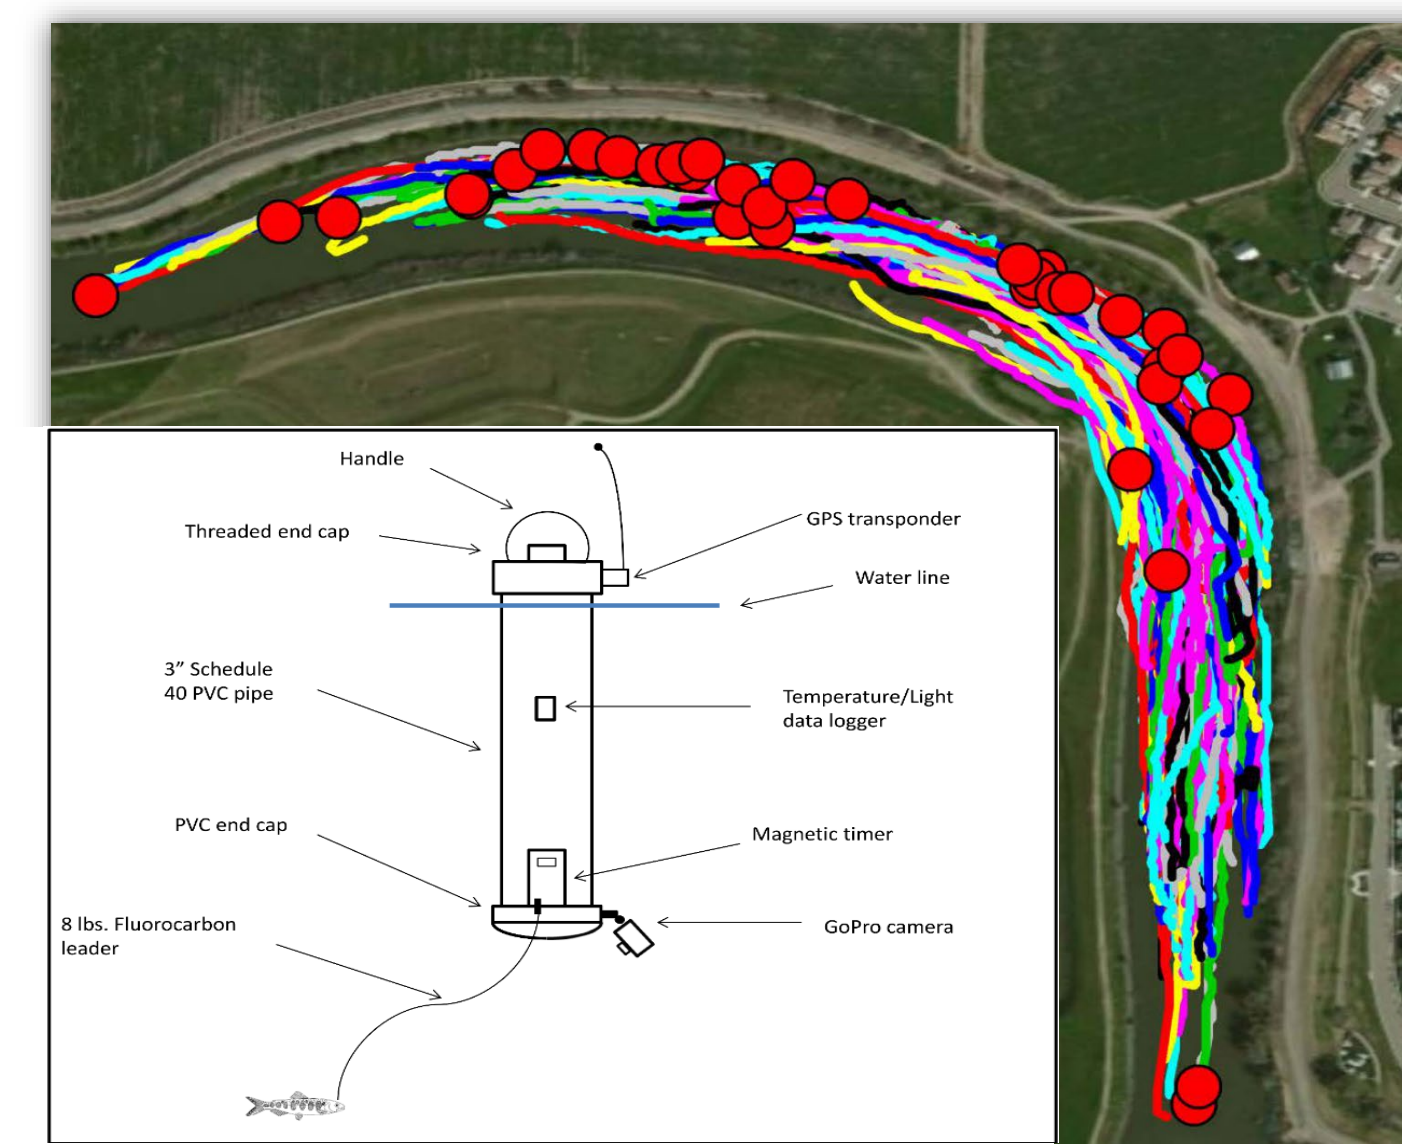 Handle
GPS transponder
Threaded end cap
Water line
3” Schedule
40 PVC pipe
Temperature/Light
data logger
PVC end cap
Magnetic timer
8 lbs. Fluorocarbon
leader
GoPro camera